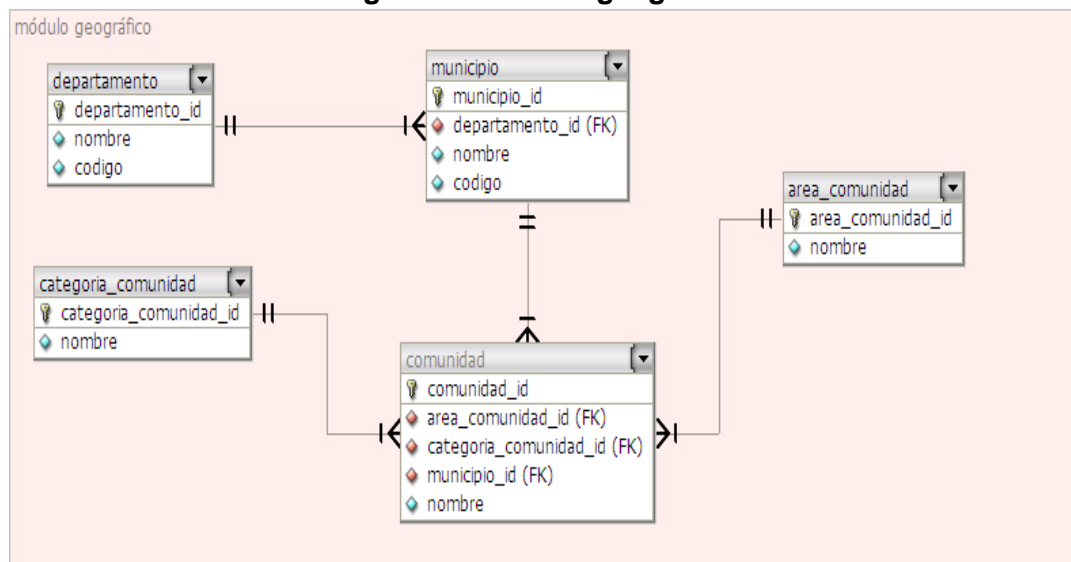 módulo geográfico
departamento
departamento_id
nombre
codigo
municipio
municipio_id
departamento_id (FK)
nombre
codigo
area_comunidad
area_comunidad_id
nombre
categoria_comunidad
categoria_comunidad_id
nombre
comunidad
comunidad_id
area_comunidad_id (FK)
categoria_comunidad_id (FK)
municipio_id (FK)
nombre